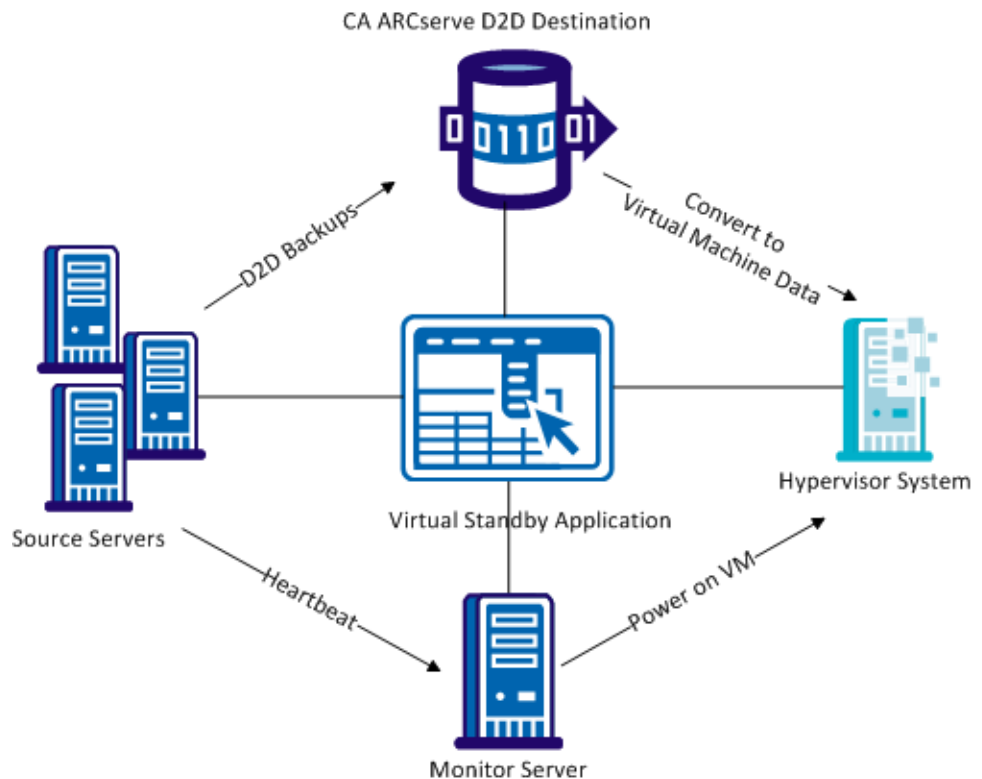 CA ARCserve D2D Destination
0 0110 01
D2D Backups
Convert to
Virtual Machine Data
Hypervisor System
Virtual Standby Application
Source Servers
Heartbeat
Power on VM
Monitor Server